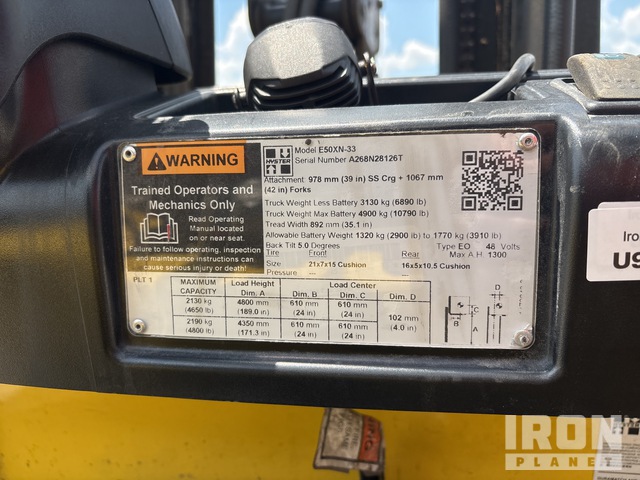 WARNING
Trained Operators and
Mechanics Only
Read Operating
Manual located
on or near seat.
Failure to follow operating, inspection
and maintenance instructions can
cause serious injury or death!
HYSTER
Model E50XN-33
Serial Number A268N28126T
Attachment: 978 mm (39 in) SS Crg + 1067 mm
(42 in) Forks
Truck Weight Less Battery 3130 kg (6890 lb)
Truck Weight Max Battery 4900 kg (10790 lb)
Tread Width 892 mm (35.1 in)
Allowable Battery Weight 1320 kg (2900 lb) to 1770 kg (3910 lb)
Back Tilt 5.0 Degrees Type EO 48 Volts
Tire Front Rear Max A.H. 1300
Size 21x7x15 Cushion 16x5x10.5 Cushion
Pressure --- ---
PLT 1
MAXIMUM CAPACITY Load Height Dim. A Load Center
Dim. B Dim. C Dim. D
2130 kg (4650 lb) 4800 mm (189.0 in) 610 mm (24 in) 610 mm (24 in) 102 mm (4.0 in)
2190 kg (4800 lb) 4350 mm (171.3 in) 610 mm (24 in) 610 mm (24 in)
D
B
C
A
Iro
U9
IRON
PLANET